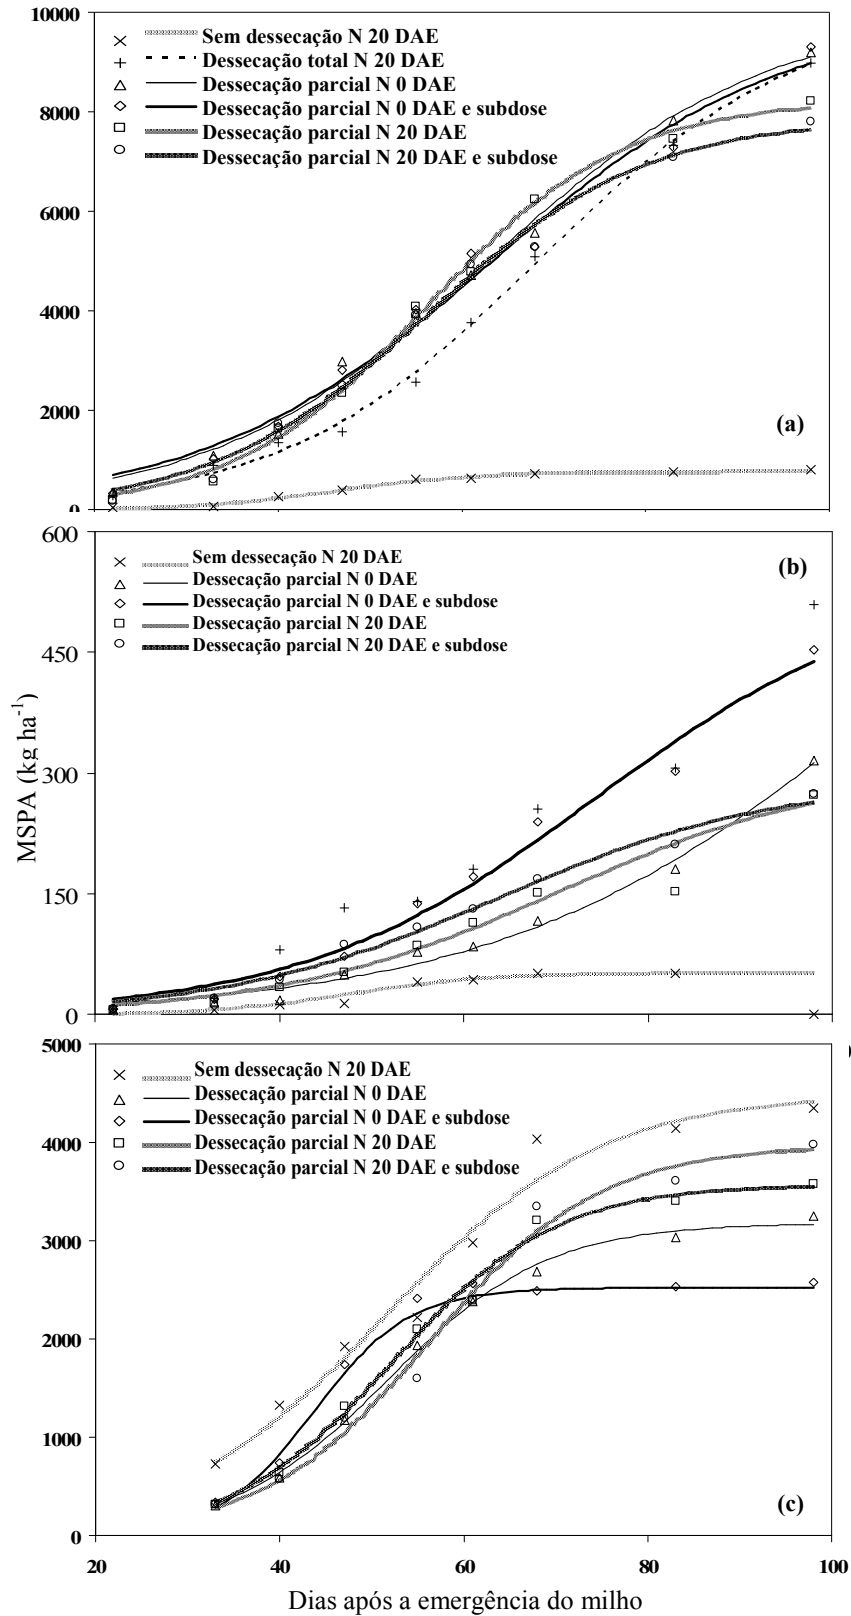 10000
8000
6000
4000
2000
0
Sem dessecação N 20 DAE
Dessecação total N 20 DAE
Dessecação parcial N 0 DAE
Dessecação parcial N 0 DAE e subdose
Dessecação parcial N 20 DAE
Dessecação parcial N 20 DAE e subdose
(a)
600
450
300
150
0
Sem dessecação N 20 DAE
Dessecação parcial N 0 DAE
Dessecação parcial N 0 DAE e subdose
Dessecação parcial N 20 DAE
Dessecação parcial N 20 DAE e subdose
(b)
MSPA (kg ha⁻¹)
5000
4000
3000
2000
1000
0
Sem dessecação N 20 DAE
Dessecação parcial N 0 DAE
Dessecação parcial N 0 DAE e subdose
Dessecação parcial N 20 DAE
Dessecação parcial N 20 DAE e subdose
(c)
20 40 60 80 100
Dias após a emergência do milho